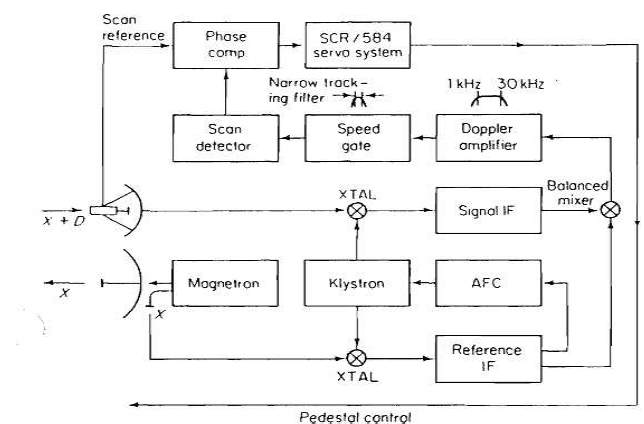 Scan
reference
Phase
comp
SCR/584
servo system
Narrow track-
ing filter
1 kHz 30 kHz
Scan
detector
Speed
gate
Doppler
amplifier
XTAL
Balanced
mixer
X + D
Signal IF
X
Magnetron
Klystron
AFC
X
Reference
IF
XTAL
Pedestal control